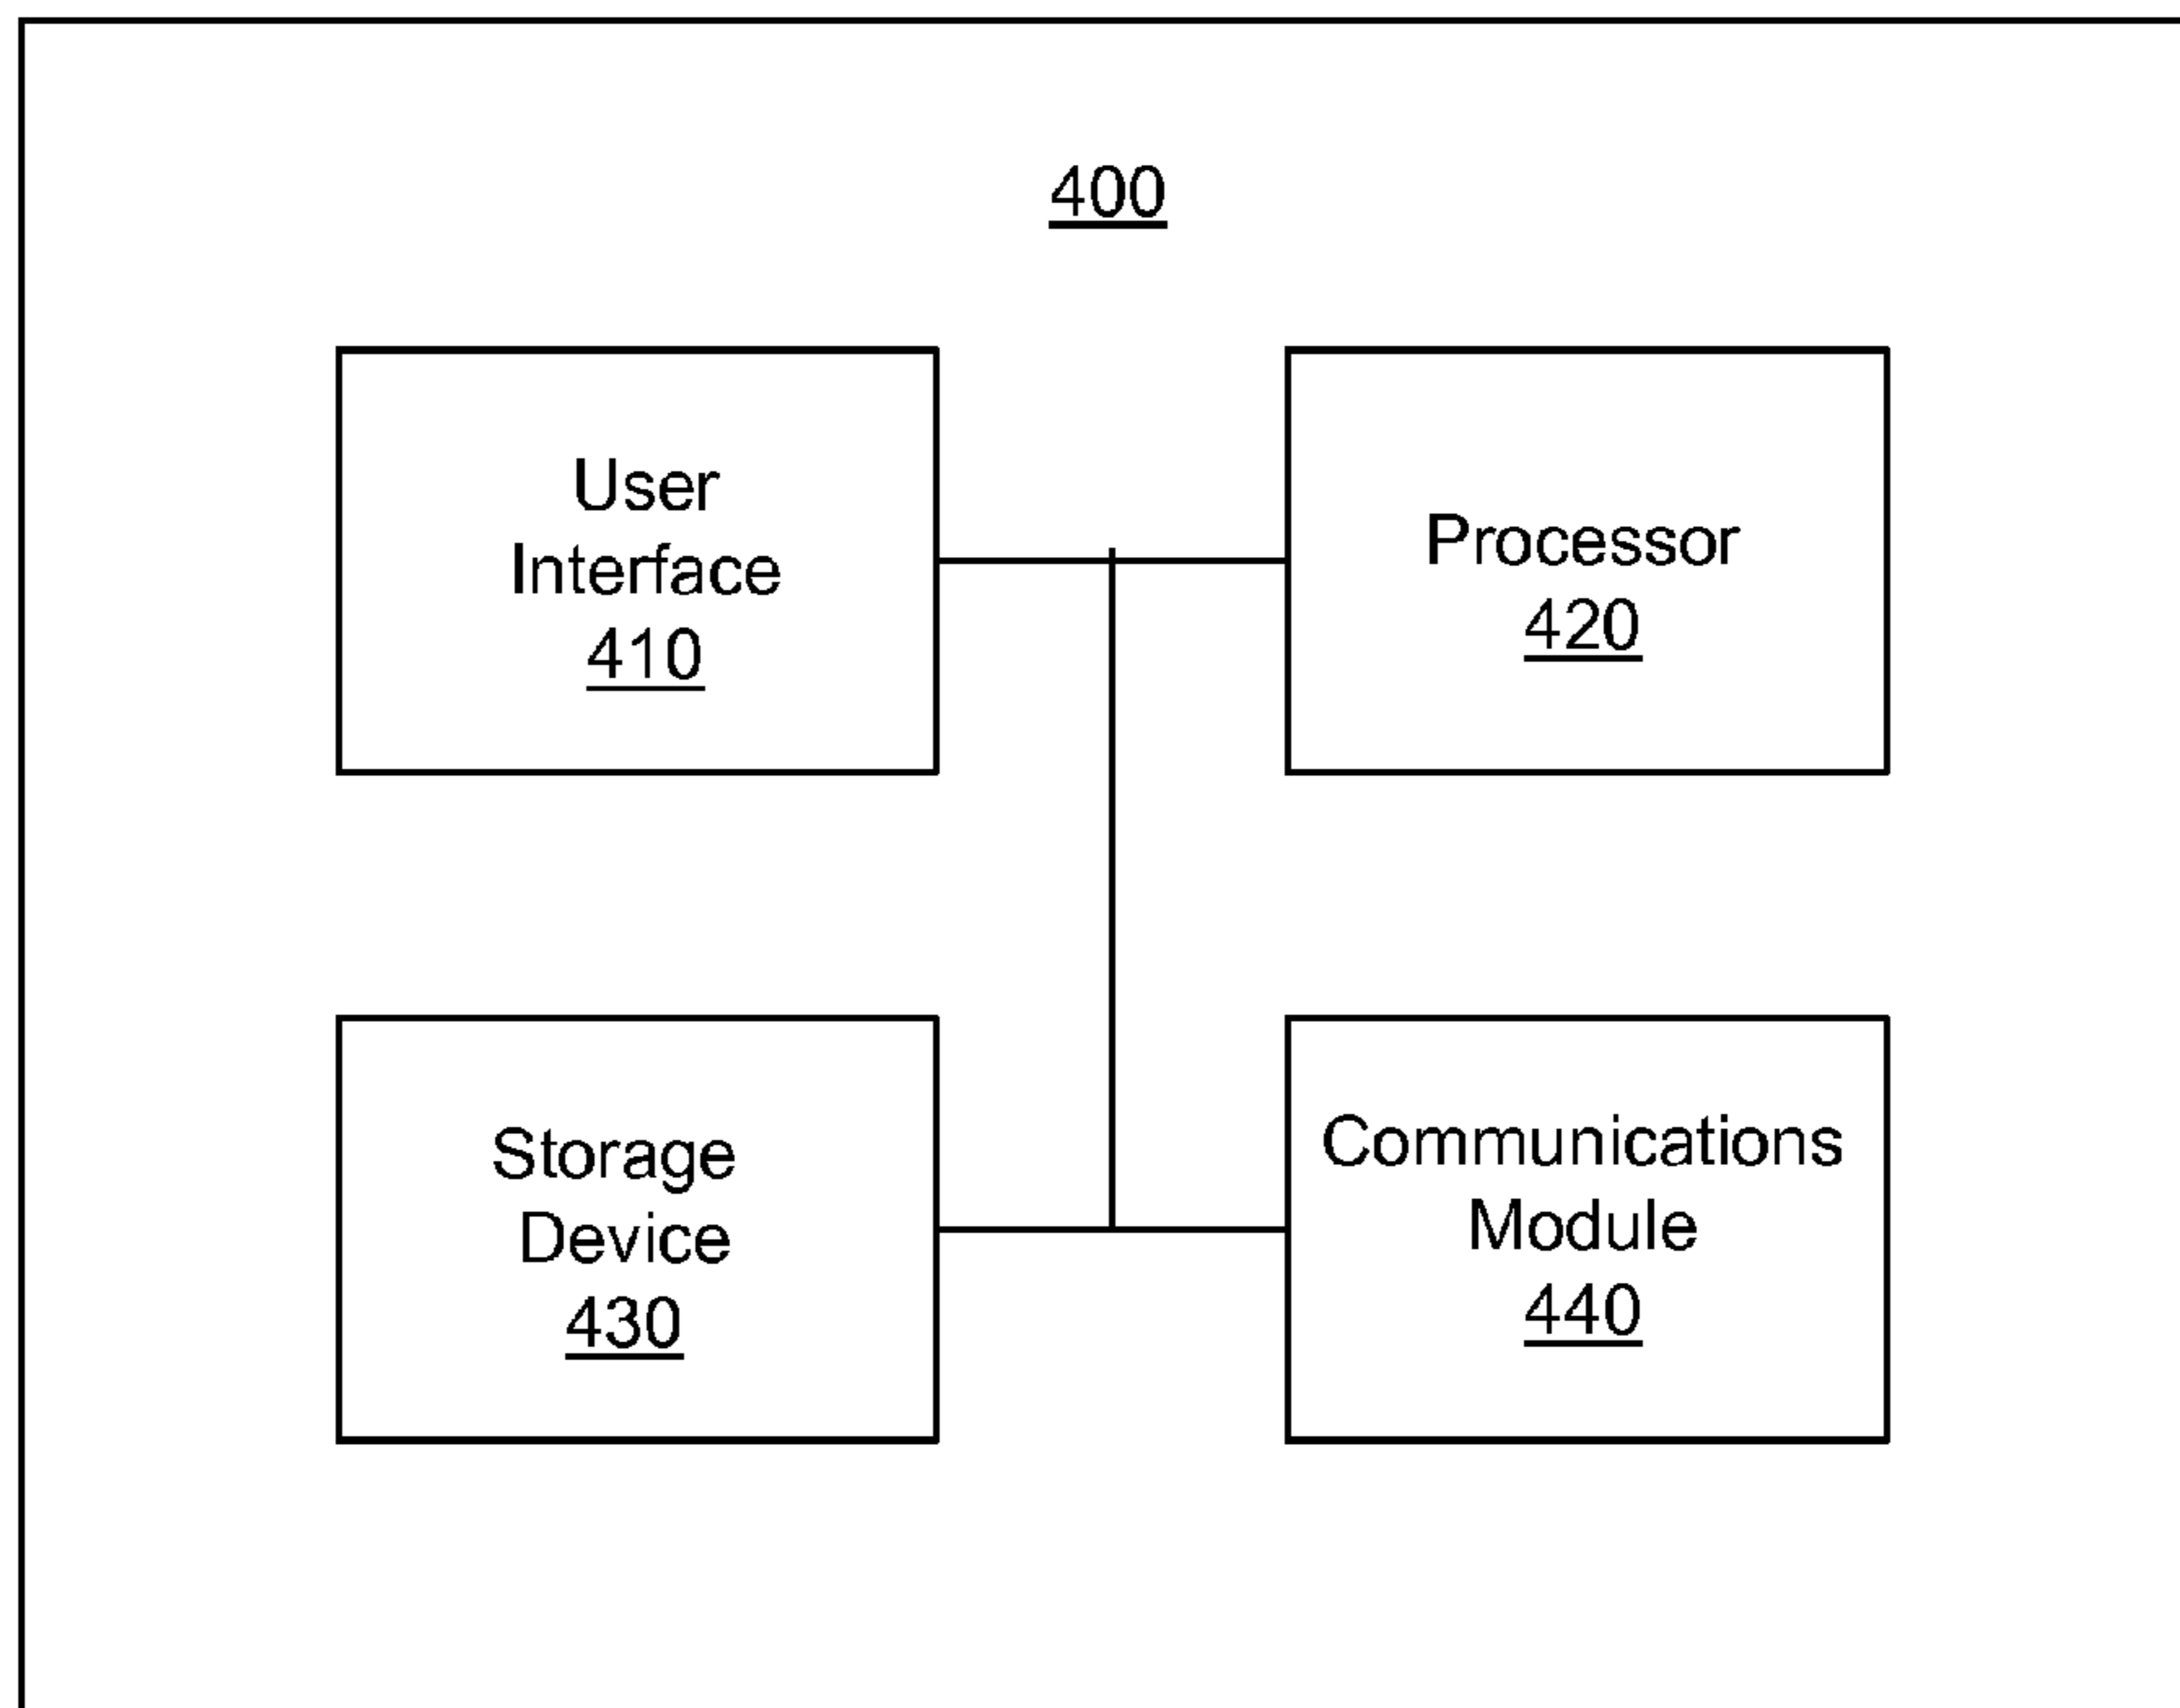 400
User
Interface
410
Processor
420
Storage
Device
430
Communications
Module
440